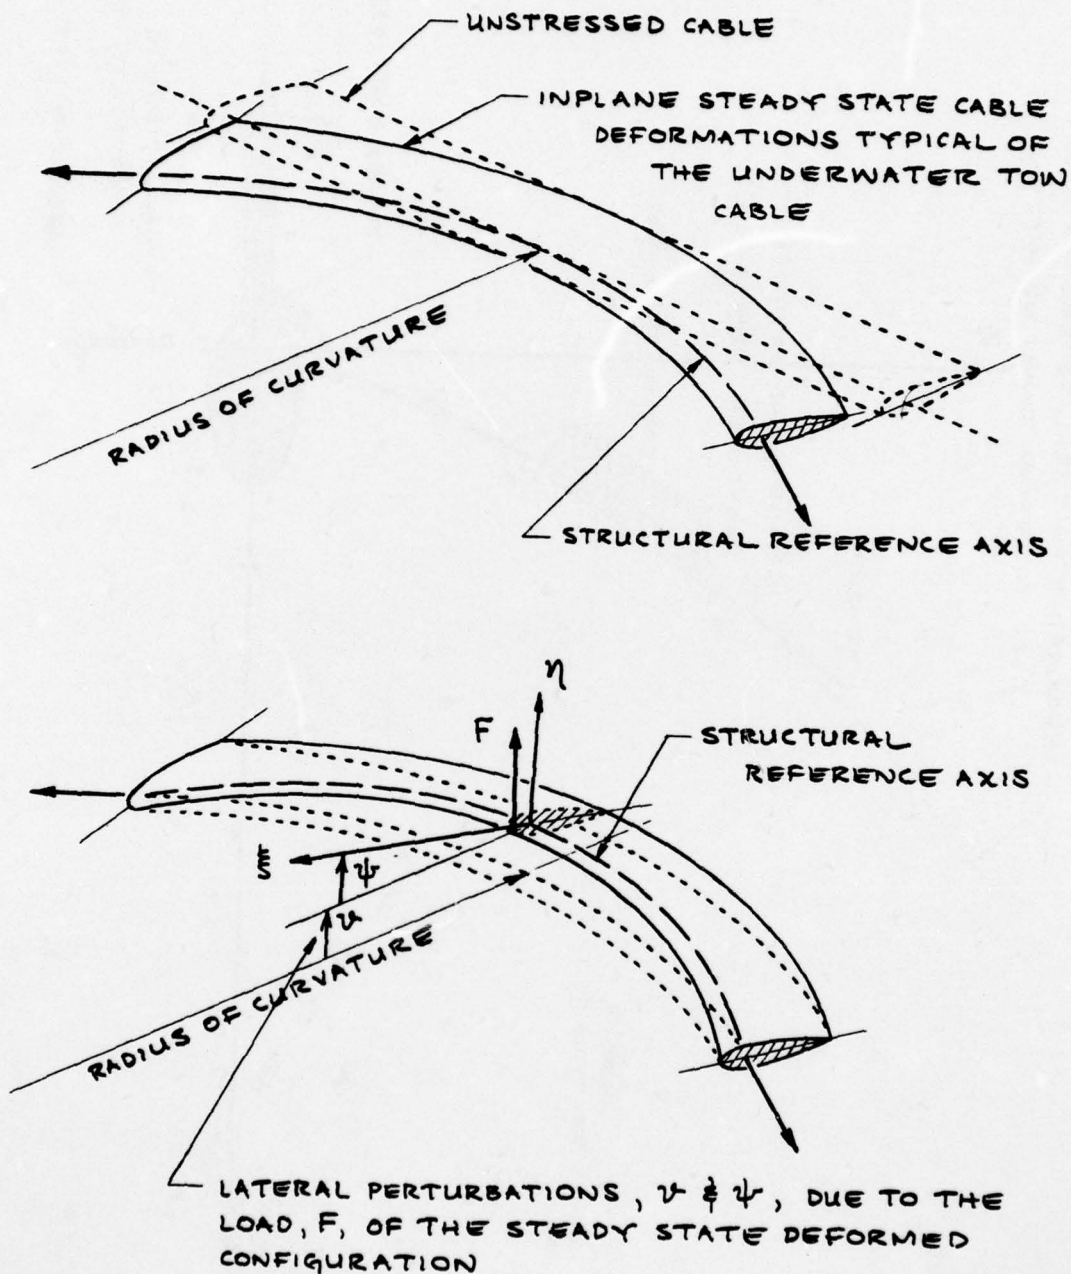 UNSTRESSED CABLE
INPLANE STEADY STATE CABLE
DEFORMATIONS TYPICAL OF
THE UNDERWATER TOW
CABLE
RADIUS OF CURVATURE
STRUCTURAL REFERENCE AXIS
η
F
STRUCTURAL
REFERENCE AXIS
ξ
ψ
v
RADIUS OF CURVATURE
LATERAL PERTURBATIONS, v & ψ, DUE TO THE
LOAD, F, OF THE STEADY STATE DEFORMED
CONFIGURATION